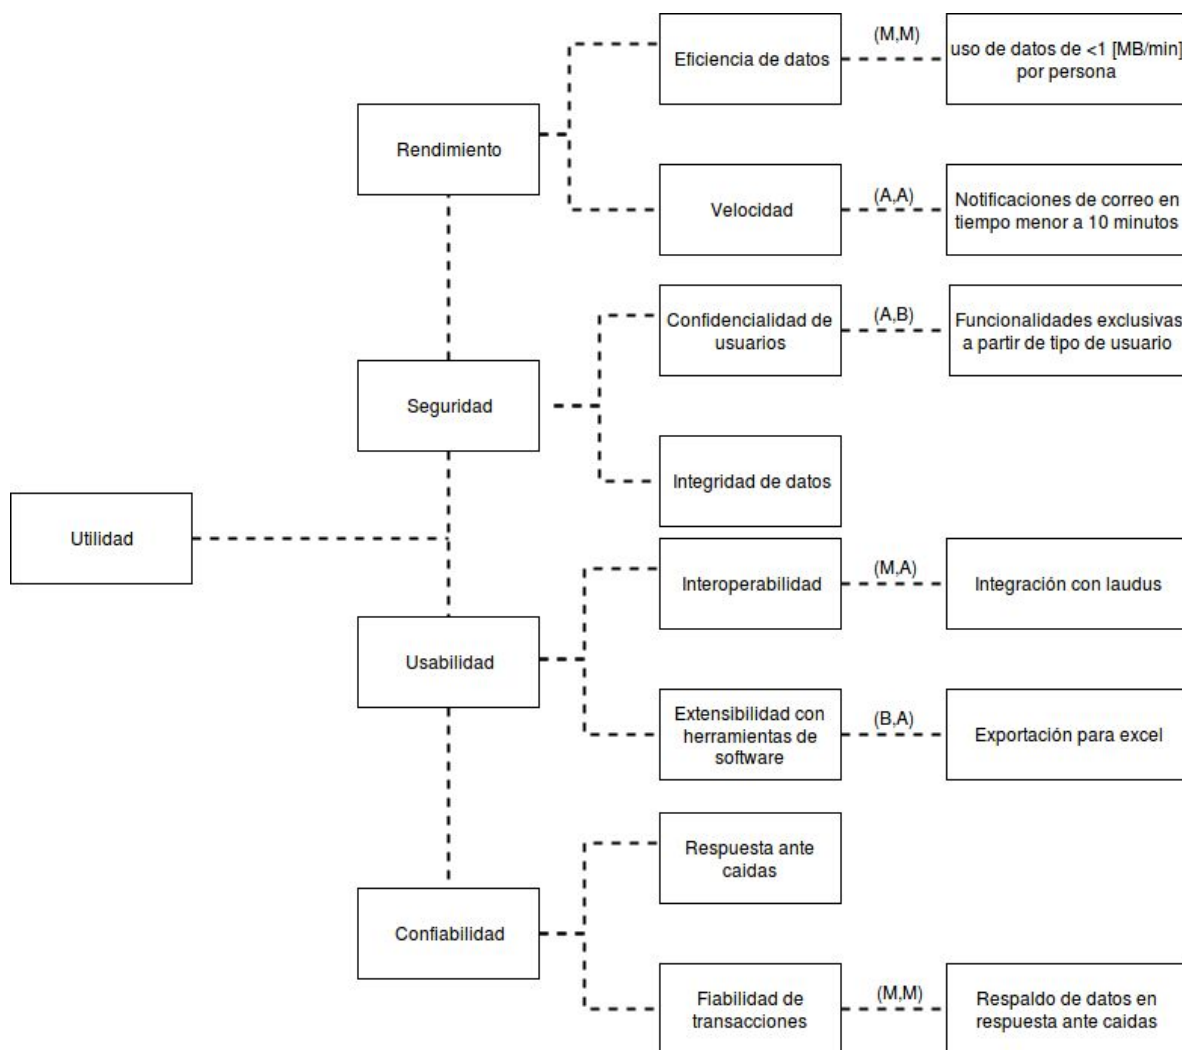 (M,M)
Eficiencia de datos
uso de datos de <1 [MB/min]
por persona
Rendimiento
(A,A)
Velocidad
Notificaciones de correo en
tiempo menor a 10 minutos
(A,B)
Confidencialidad de
usuarios
Funcionalidades exclusivas
a partir de tipo de usuario
Seguridad
Integridad de datos
Utilidad
(M,A)
Interoperabilidad
Integración con laudus
Usabilidad
(B,A)
Extensibilidad con
herramientas de
software
Exportación para excel
Respuesta ante
caidas
Confiabilidad
(M,M)
Fiabilidad de
transacciones
Respaldo de datos en
respuesta ante caidas